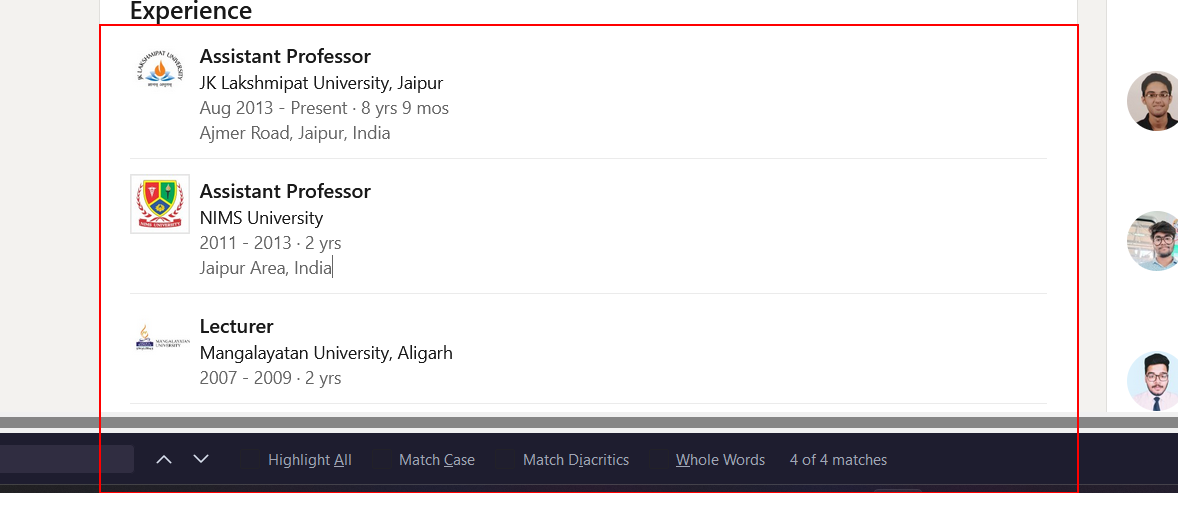 Experience
JK LAKSHMIPAT UNIVERSITY
Assistant Professor
JK Lakshmipat University, Jaipur
Aug 2013 - Present · 8 yrs 9 mos
Ajmer Road, Jaipur, India
NIMS UNIVERSITY
Assistant Professor
NIMS University
2011 - 2013 · 2 yrs
Jaipur Area, India
MANGALAYATAN
UNIVERSITY
Lecturer
Mangalayatan University, Aligarh
2007 - 2009 · 2 yrs
Highlight All Match Case Match Diacritics Whole Words 4 of 4 matches